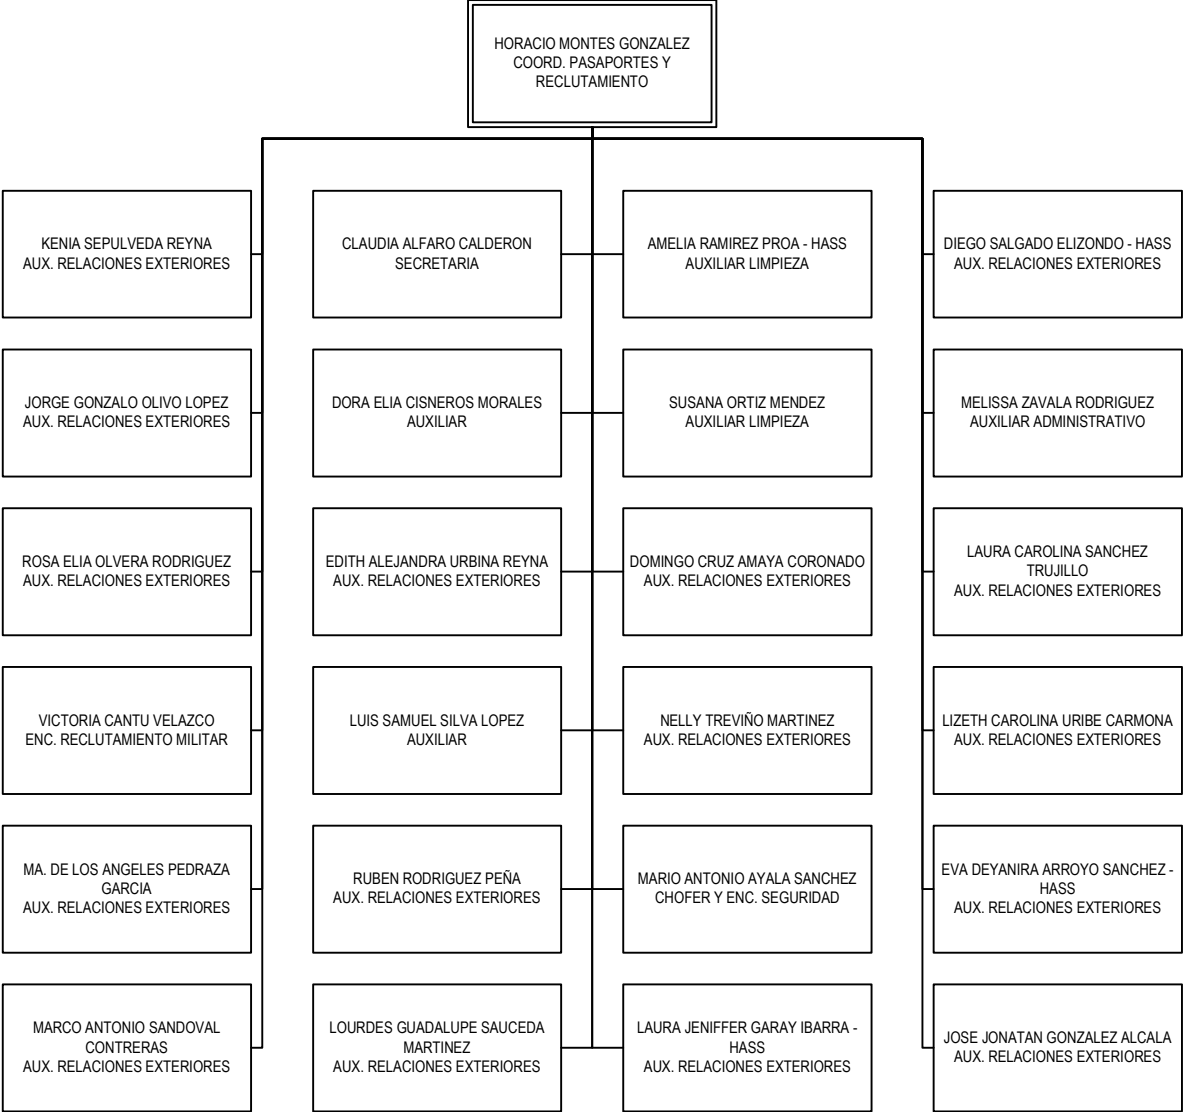 HORACIO MONTES GONZALEZ
COORD. PASAPORTES Y
RECLUTAMIENTO
KENIA SEPULVEDA REYNA
AUX. RELACIONES EXTERIORES
CLAUDIA ALFARO CALDERON
SECRETARIA
AMELIA RAMIREZ PROA - HASS
AUXILIAR LIMPIEZA
DIEGO SALGADO ELIZONDO - HASS
AUX. RELACIONES EXTERIORES
JORGE GONZALO OLIVO LOPEZ
AUX. RELACIONES EXTERIORES
DORA ELIA CISNEROS MORALES
AUXILIAR
SUSANA ORTIZ MENDEZ
AUXILIAR LIMPIEZA
MELISSA ZAVALA RODRIGUEZ
AUXILIAR ADMINISTRATIVO
ROSA ELIA OLVERA RODRIGUEZ
AUX. RELACIONES EXTERIORES
EDITH ALEJANDRA URBINA REYNA
AUX. RELACIONES EXTERIORES
DOMINGO CRUZ AMAYA CORONADO
AUX. RELACIONES EXTERIORES
LAURA CAROLINA SANCHEZ
TRUJILLO
AUX. RELACIONES EXTERIORES
VICTORIA CANTU VELAZCO
ENC. RECLUTAMIENTO MILITAR
LUIS SAMUEL SILVA LOPEZ
AUXILIAR
NELLY TREVIÑO MARTINEZ
AUX. RELACIONES EXTERIORES
LIZETH CAROLINA URIBE CARMONA
AUX. RELACIONES EXTERIORES
MA. DE LOS ANGELES PEDRAZA
GARCIA
AUX. RELACIONES EXTERIORES
RUBEN RODRIGUEZ PEÑA
AUX. RELACIONES EXTERIORES
MARIO ANTONIO AYALA SANCHEZ
CHOFER Y ENC. SEGURIDAD
EVA DEYANIRA ARROYO SANCHEZ -
HASS
AUX. RELACIONES EXTERIORES
MARCO ANTONIO SANDOVAL
CONTRERAS
AUX. RELACIONES EXTERIORES
LOURDES GUADALUPE SAUCEDA
MARTINEZ
AUX. RELACIONES EXTERIORES
LAURA JENIFFER GARAY IBARRA -
HASS
AUX. RELACIONES EXTERIORES
JOSE JONATAN GONZALEZ ALCALA
AUX. RELACIONES EXTERIORES